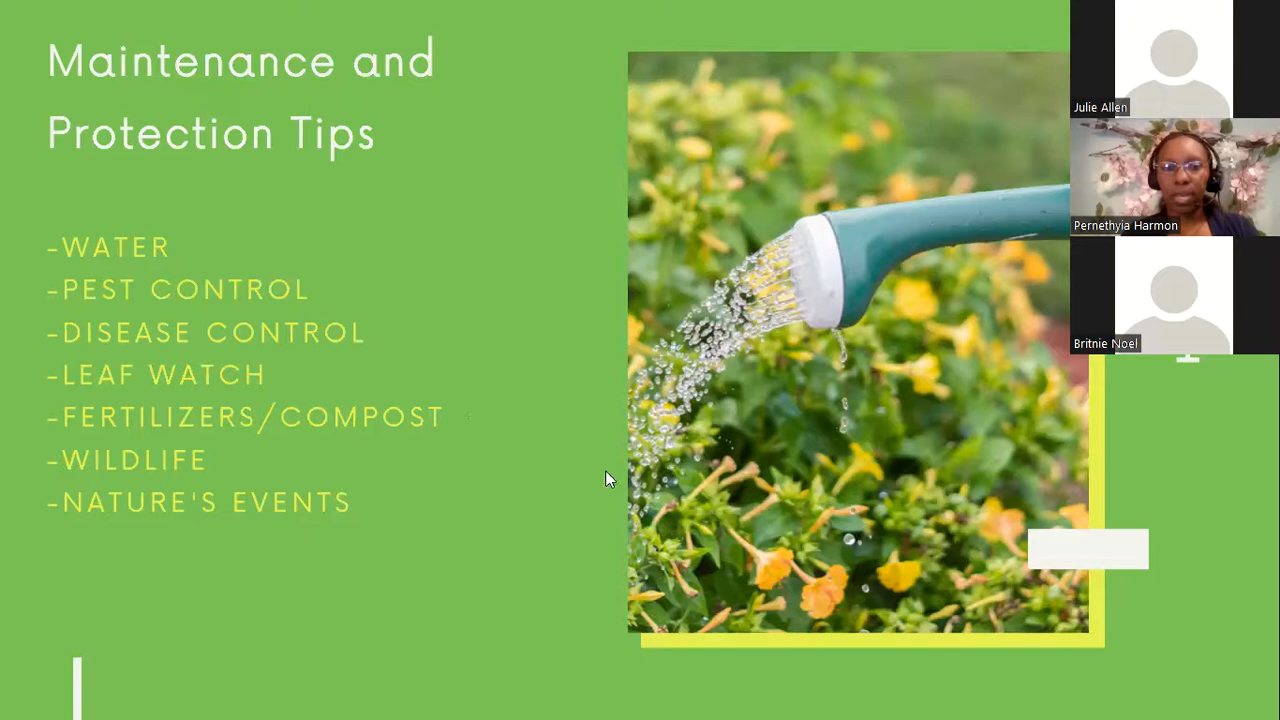 Maintenance and
Protection Tips
-WATER
-PEST CONTROL
-DISEASE CONTROL
-LEAF WATCH
-FERTILIZERS/COMPOST
-WILDLIFE
-NATURE'S EVENTS
Julie Allen
Pernethyia Harmon
Britnie Noel